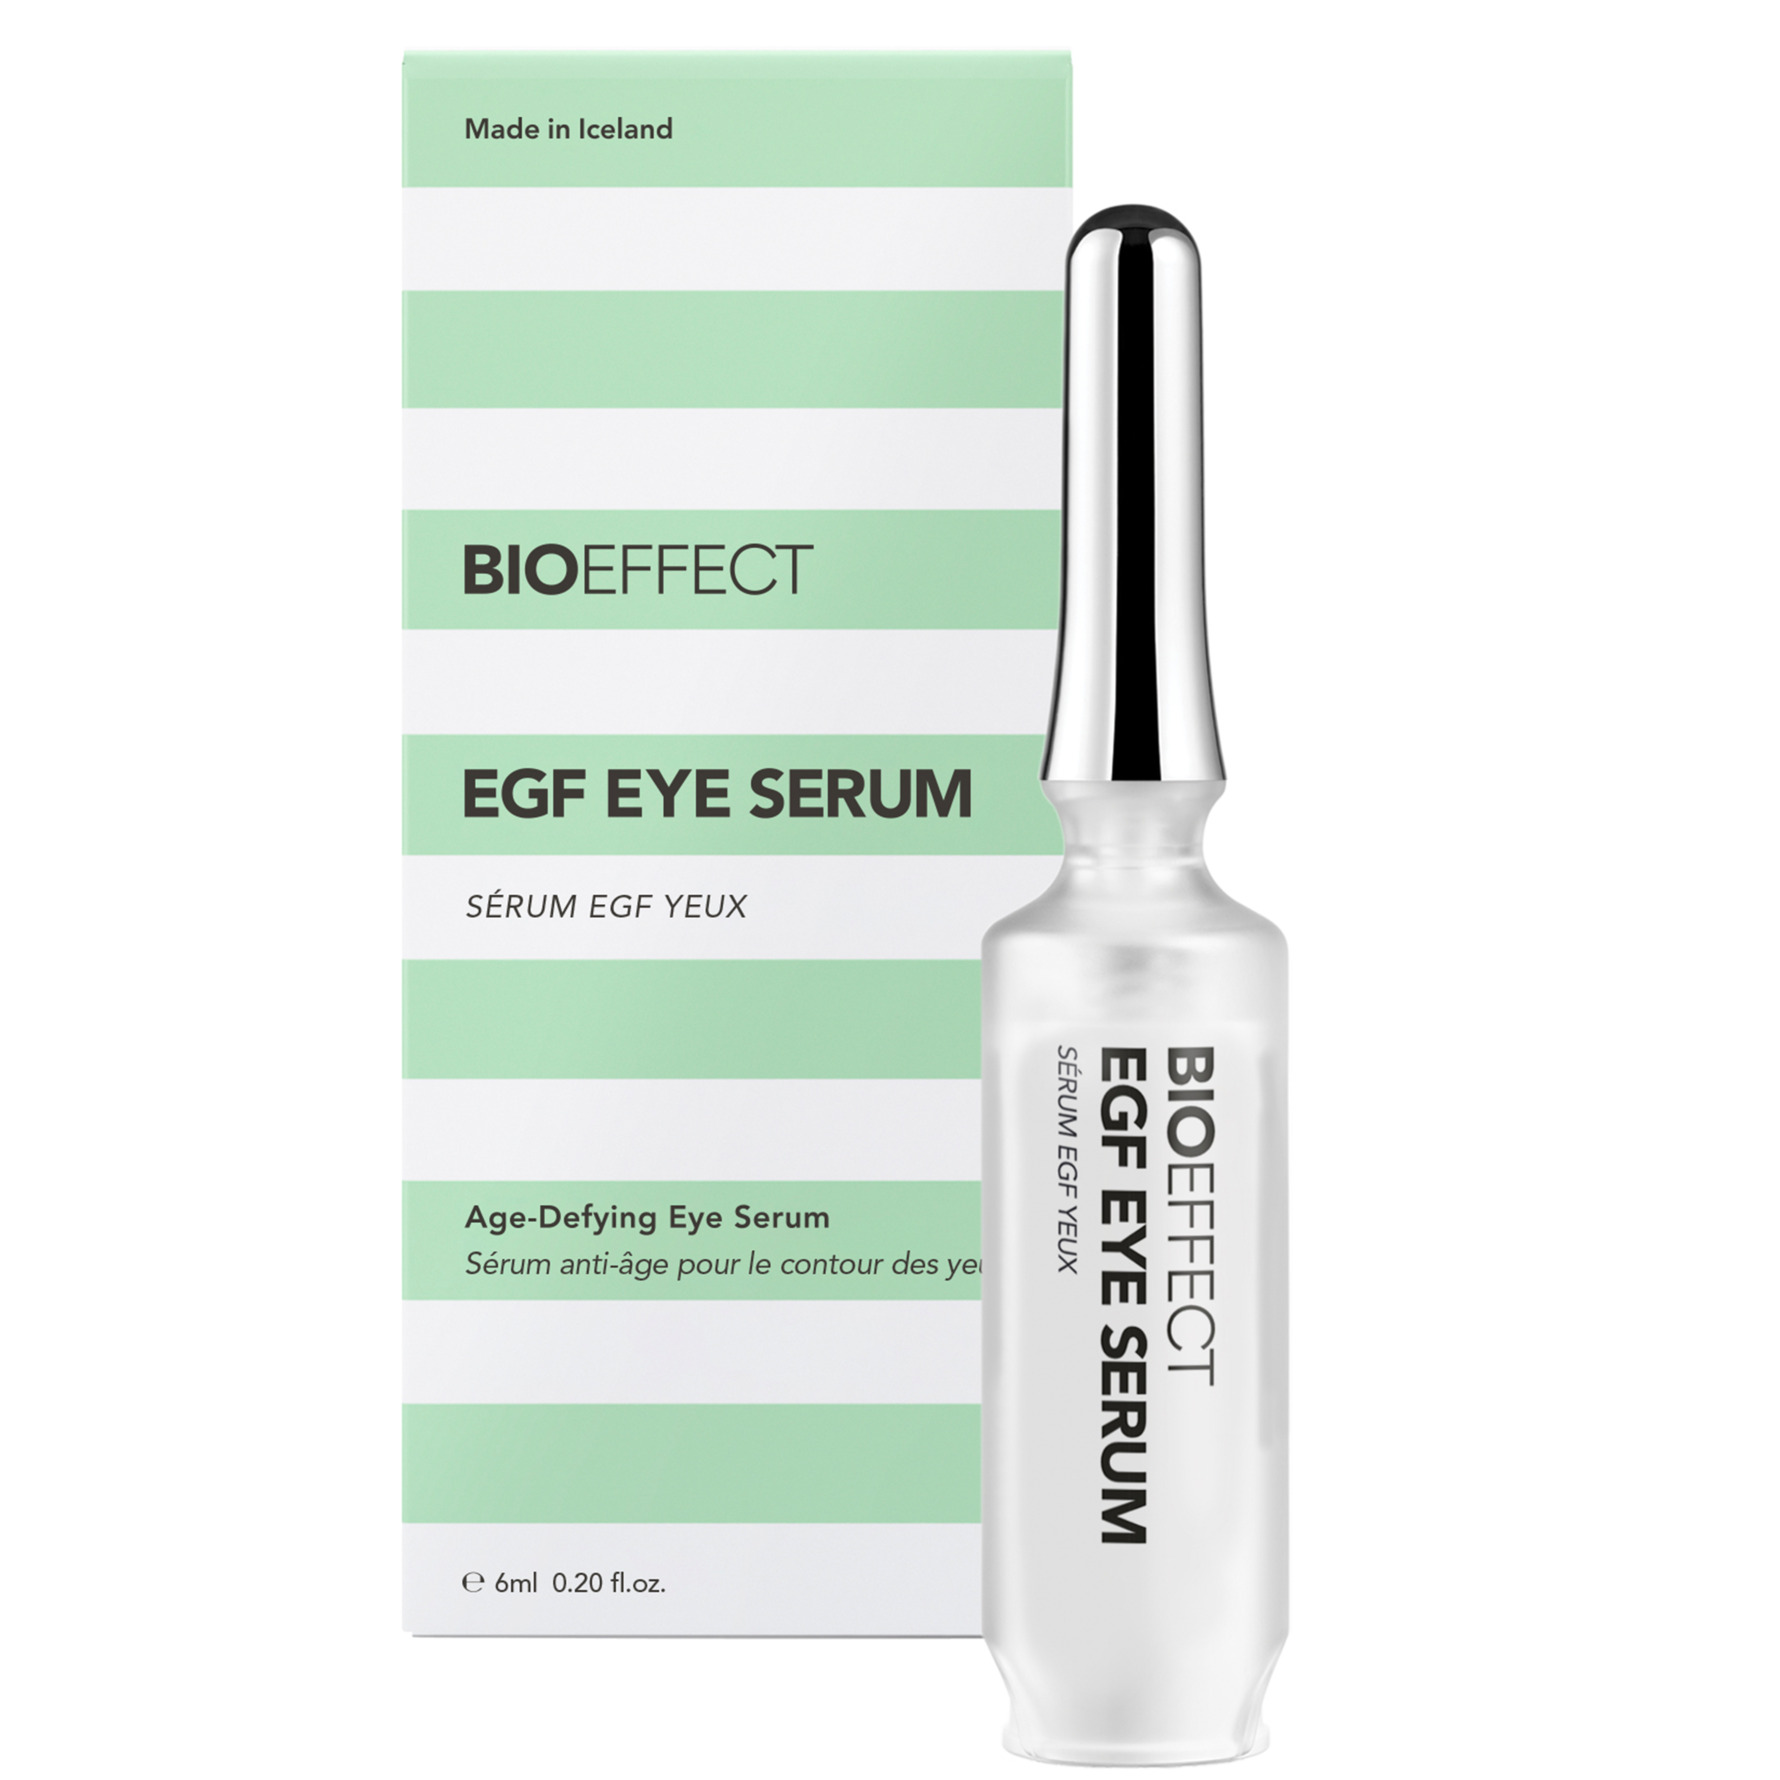 Made in Iceland
BIOEFFECT
EGF EYE SERUM
SÉRUM EGF YEUX
Age-Defying Eye Serum
Sérum anti-âge pour le contour des
℮ 6ml 0.20 fl.oz.
BIOEFFECT
EGF EYE SERUM
SÉRUM EGF YEUX